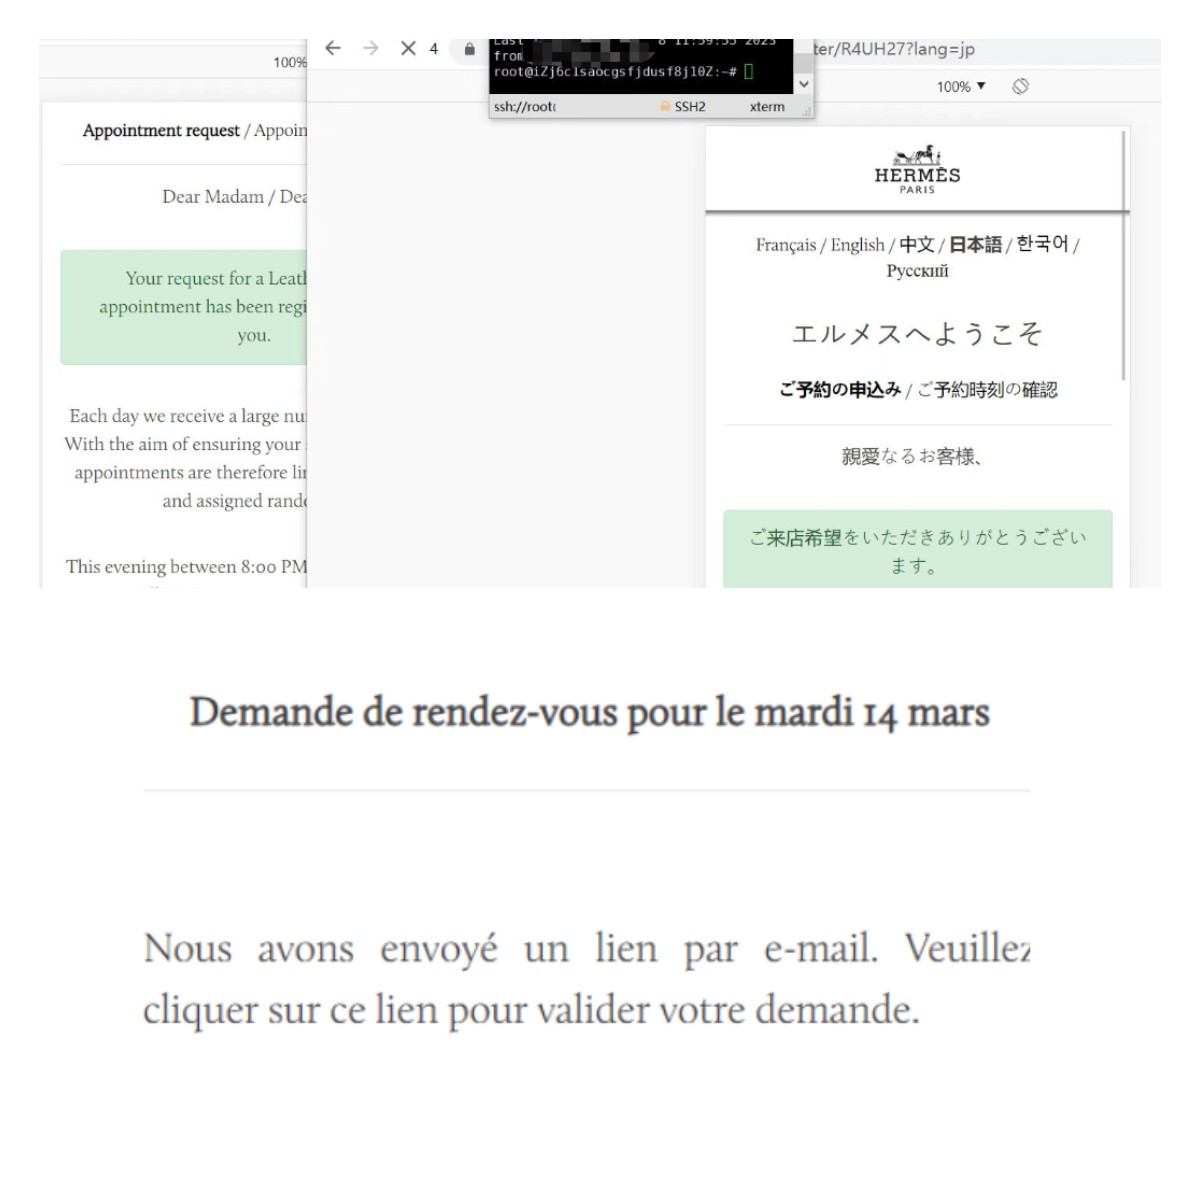 100%
Appointment request / Appoin
Dear Madam / Dea
Your request for a Leath
appointment has been regi
you.
Each day we receive a large nu
With the aim of ensuring your
appointments are therefore lin
and assigned rando
This evening between 8:00 PM
4
Last 8 11:59:55 2023
from
root@iZj6clsaocgsfjdusf8jl0Z:~#
ssh://root
SSH2
xterm
ter/R4UH27?lang=jp
100%
HERMÈS
PARIS
Français / English / 中文 / 日本語 / 한국어 /
Русский
エルメスへようこそ
ご予約の申込み / ご予約時刻の確認
親愛なるお客様、
ご来店希望をいただきありがとうござい
ます。
Demande de rendez-vous pour le mardi 14 mars
Nous avons envoyé un lien par e-mail. Veuillez
cliquer sur ce lien pour valider votre demande.